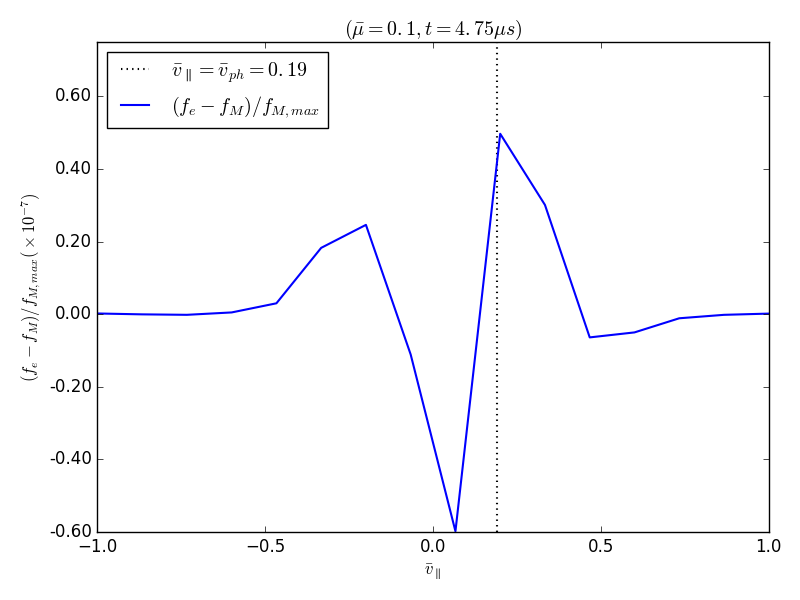 (μ̄ = 0.1, t = 4.75μs)
v̄∥ = v̄ph = 0.19
(fe − fM)/fM,max
0.60
0.40
0.20
0.00
-0.20
-0.40
-0.60
(fe − fM)/fM,max(×10−7)
−1.0 −0.5 0.0 0.5 1.0
v̄∥